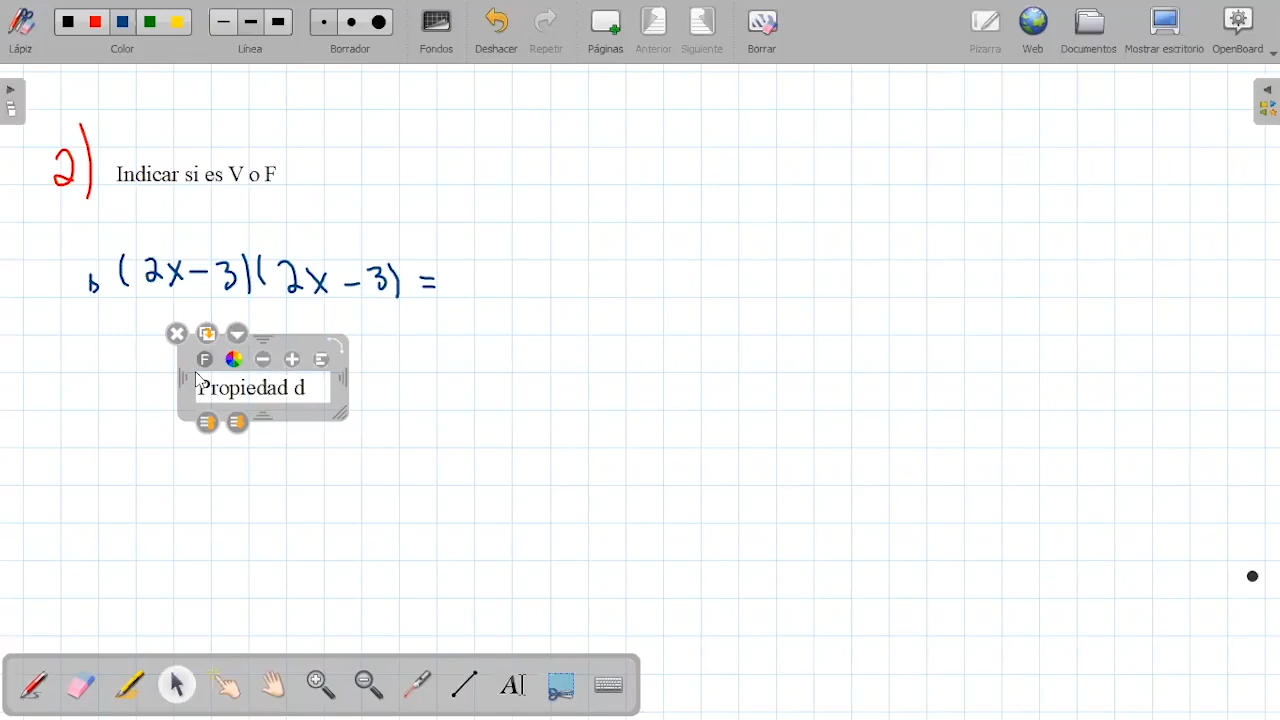 Lápiz Color Línea Borrador Fondos Deshacer Repetir Páginas Anterior Siguiente Borrar Pizarra Web Documentos Mostrar escritorio OpenBoard
2) Indicar si es V o F
b (2x-3)(2x-3)=
F
Propiedad d
AI